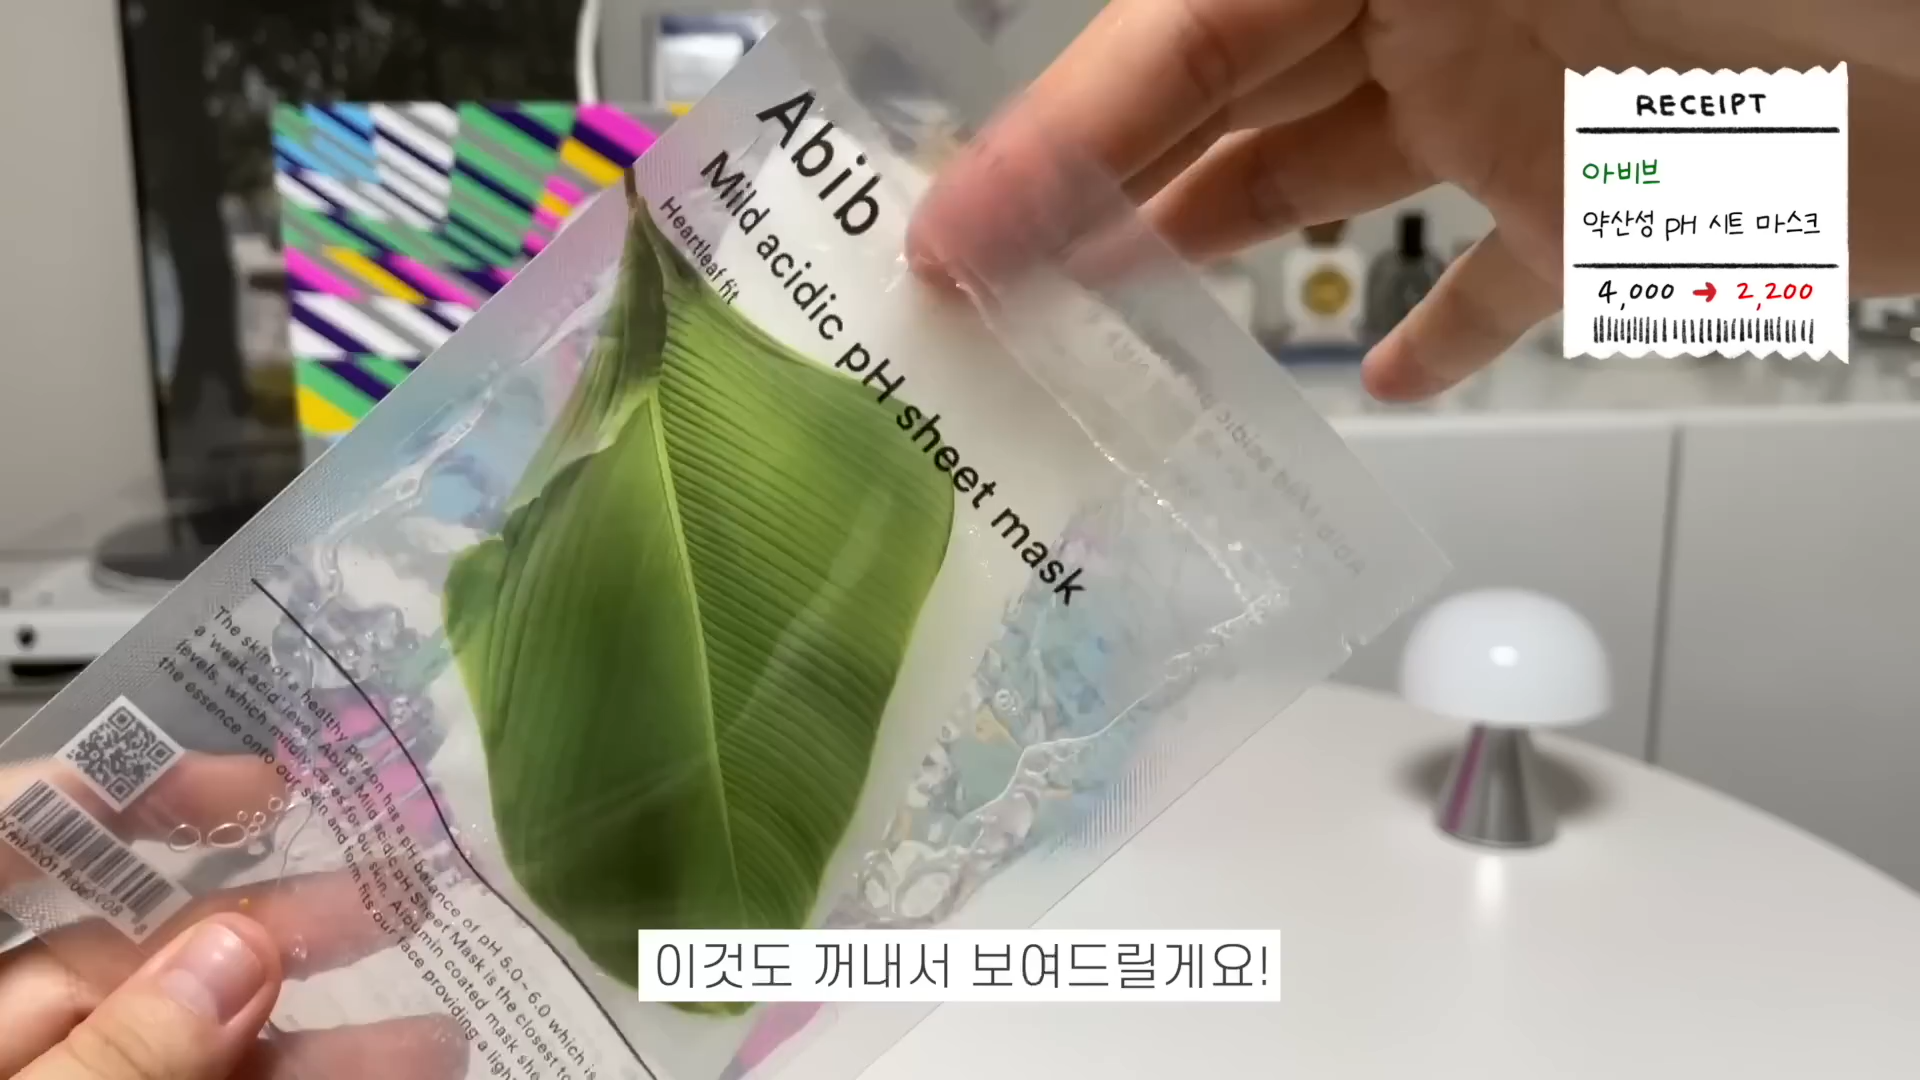 Abib
Mild acidic pH sheet mask
Heartleaf fit
RECEIPT
아비브
약산성 pH 시트 마스크
4,000 → 2,200
The skin of a healthy person has a pH balance of pH 5.0~6.0 which is
a 'weak acid' level. Abib's Mild acidic pH Sheet Mask is the closest to
levels, which mildly cares for our skin. Albumin coated mask she
the essence onto our skin and form fits our face providing a ligh
이것도 꺼내서 보여드릴게요!